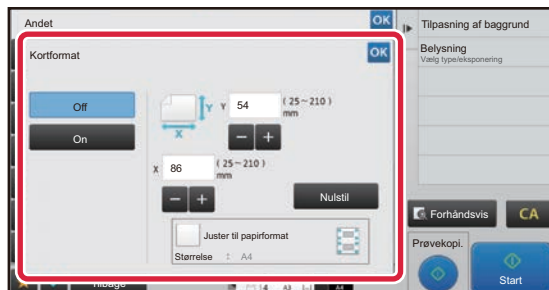 Andet
OK
Kortformat
OK
Off
On
Y
X
Y 54 (25~210) mm
X 86 (25~210) mm
Nulstil
Juster til papirformat
Størrelse : A4
Tilbage
Tilpasning af baggrund
Belysning
Vælg type/eksponering
Forhåndsvis
CA
Prøvekopi.
Start